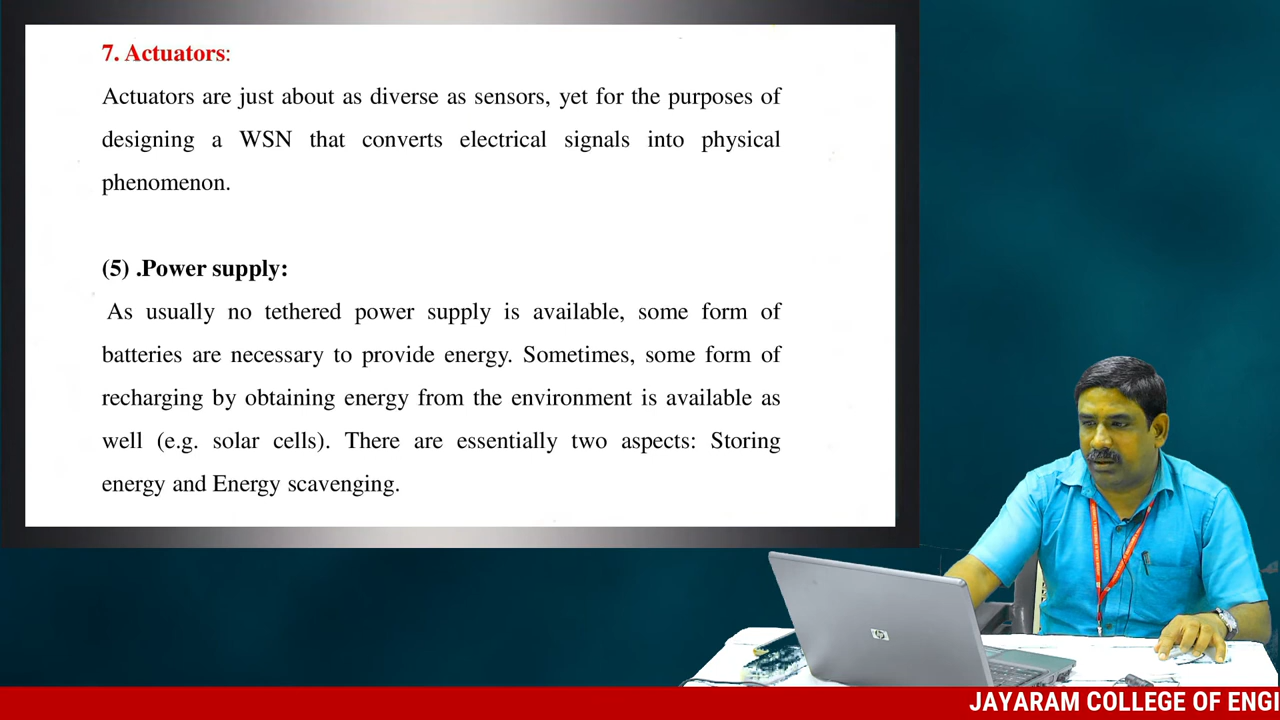 7. Actuators:
Actuators are just about as diverse as sensors, yet for the purposes of
designing a WSN that converts electrical signals into physical
phenomenon.
(5) .Power supply:
As usually no tethered power supply is available, some form of
batteries are necessary to provide energy. Sometimes, some form of
recharging by obtaining energy from the environment is available as
well (e.g. solar cells). There are essentially two aspects: Storing
energy and Energy scavenging.
hp
JAYARAM COLLEGE OF ENGI